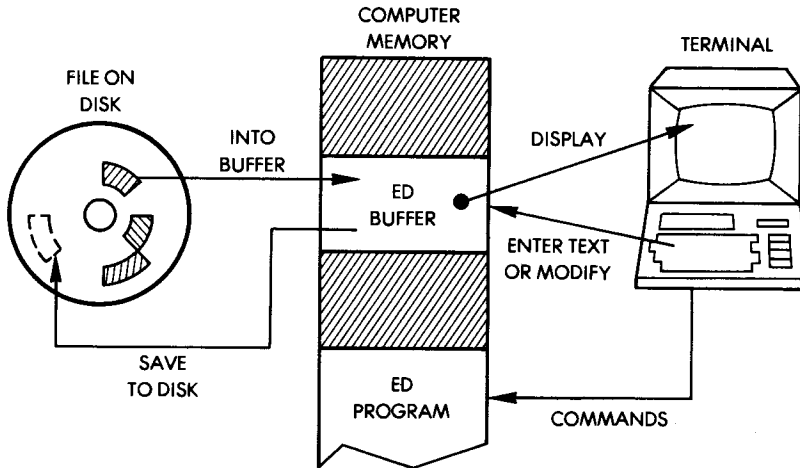 COMPUTER
MEMORY
TERMINAL
FILE ON
DISK
INTO
BUFFER
DISPLAY
ED
BUFFER
ENTER TEXT
OR MODIFY
SAVE
TO DISK
ED
PROGRAM
COMMANDS